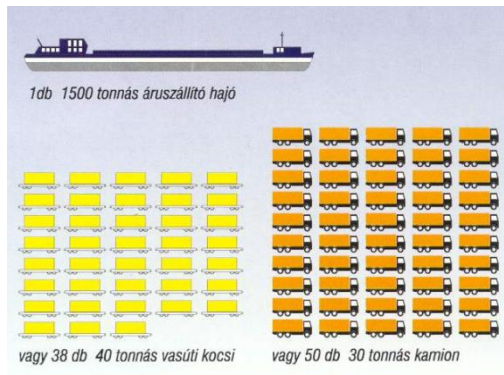 1db 1500 tonnás áruszállító hajó
vagy 38 db 40 tonnás vasúti kocsi
vagy 50 db 30 tonnás kamion